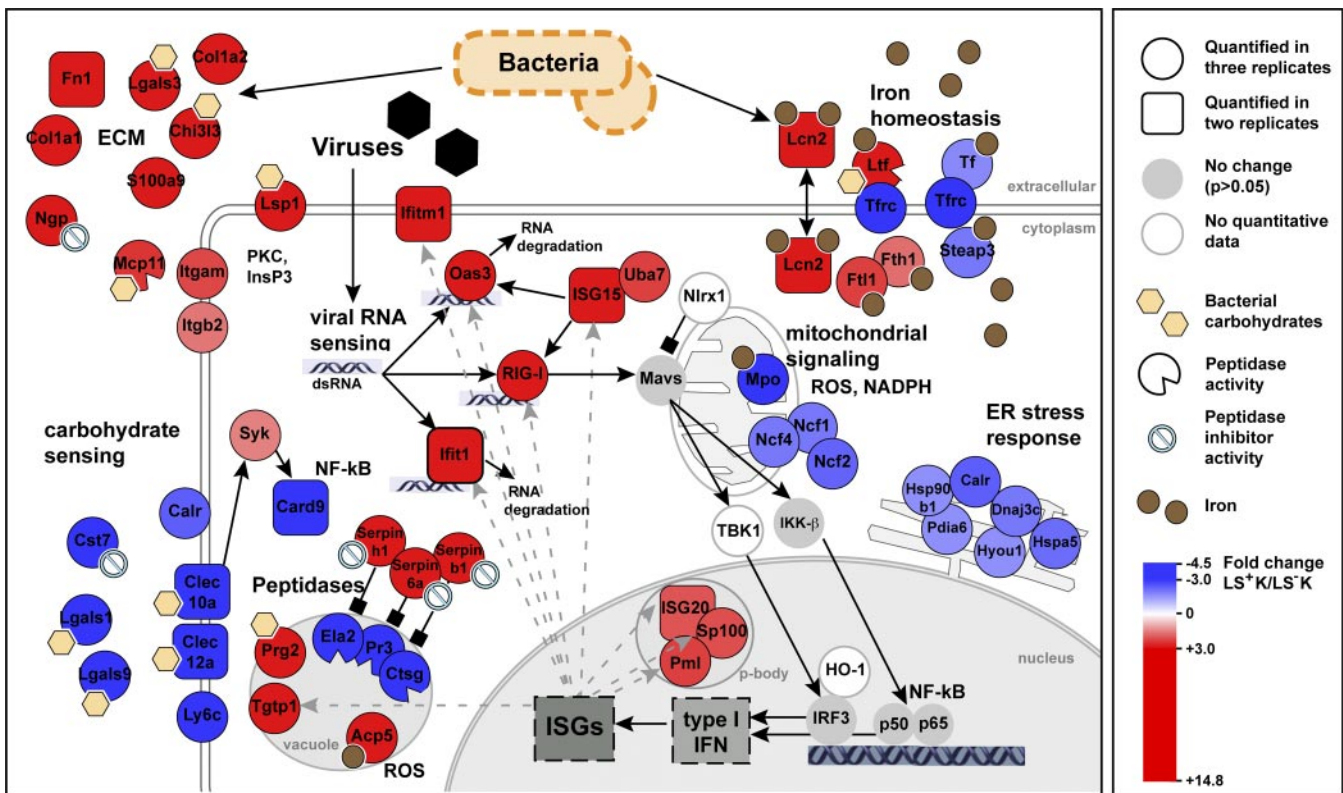 Bacteria
Fn1
Lgals3
Col1a2
Col1a1
ECM
Chi3l3
S100a9
Ngp
Mcp11
Lsp1
Viruses
Ifitm1
Itgam
Itgb2
PKC,
InsP3
RNA
degradation
Oas3
ISG15
Uba7
viral RNA
sensing
dsRNA
RIG-I
Ifit1
RNA
degradation
Nlrx1
Mavs
mitochondrial
signaling
ROS, NADPH
Mpo
Ncf1
Ncf4
Ncf2
Iron
homeostasis
Lcn2
Ltf
Tf
Tfrc
Tfrc
extracellular
cytoplasm
Lcn2
Steap3
Fth1
Ftl1
ER stress
response
Hsp90
b1
Calr
Dnaj3c
Pdia6
Hyou1
Hspa5
carbohydrate
sensing
Syk
NF-kB
Card9
Calr
Cst7
Clec
10a
Lgals1
Clec
12a
Lgals9
Ly6c
Peptidases
Serpin
h1
Serpin
6a
Serpin
b1
Ela2
Pr3
Ctsg
Prg2
Tgtp1
Acp5
vacuole
ROS
TBK1
IKK-β
ISG20
Sp100
Pml
p-body
nucleus
HO-1
NF-kB
ISGs
type I
IFN
IRF3
p50
p65
Quantified in
three replicates
Quantified in
two replicates
No change
(p>0.05)
No quantitative
data
Bacterial
carbohydrates
Peptidase
activity
Peptidase
inhibitor
activity
Iron
-4.5
-3.0
0
+3.0
+14.8
Fold change
LS⁺K/LS⁻K